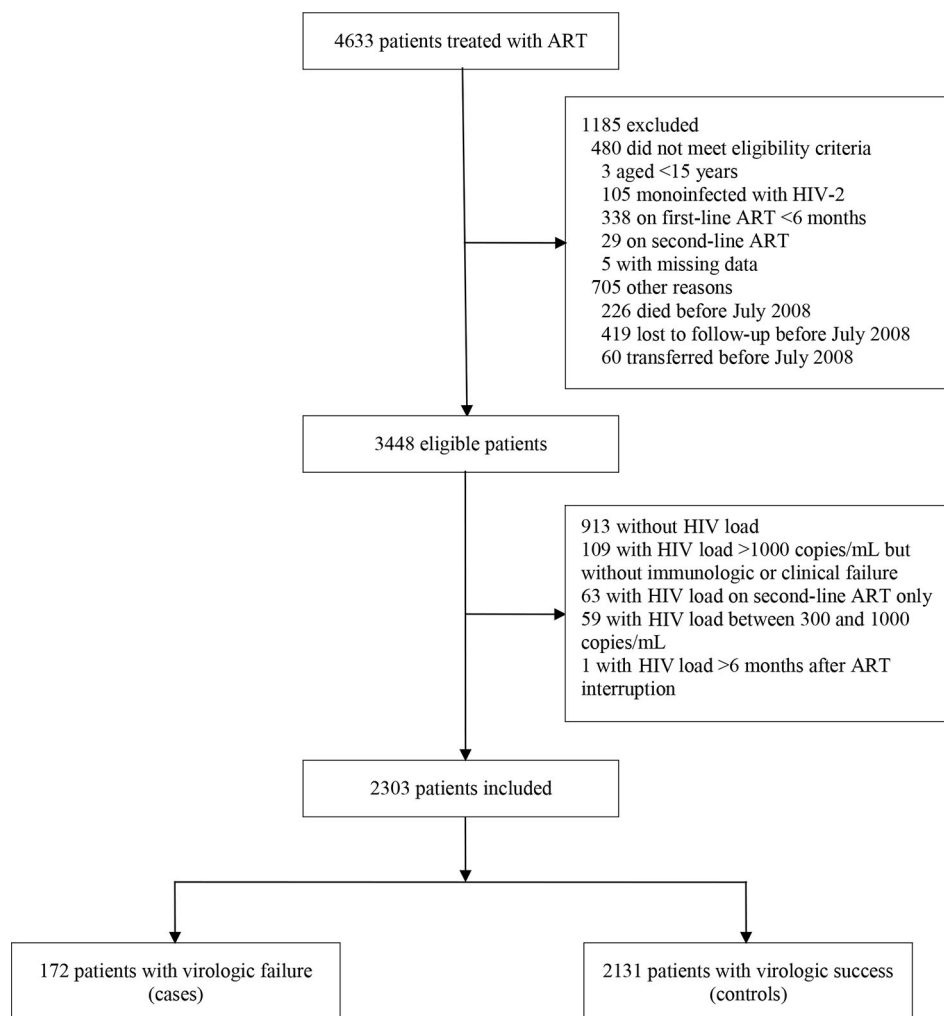 4633 patients treated with ART
1185 excluded
480 did not meet eligibility criteria
3 aged <15 years
105 monoinfected with HIV-2
338 on first-line ART <6 months
29 on second-line ART
5 with missing data
705 other reasons
226 died before July 2008
419 lost to follow-up before July 2008
60 transferred before July 2008
3448 eligible patients
913 without HIV load
109 with HIV load >1000 copies/mL but
without immunologic or clinical failure
63 with HIV load on second-line ART only
59 with HIV load between 300 and 1000
copies/mL
1 with HIV load >6 months after ART
interruption
2303 patients included
172 patients with virologic failure
(cases)
2131 patients with virologic success
(controls)